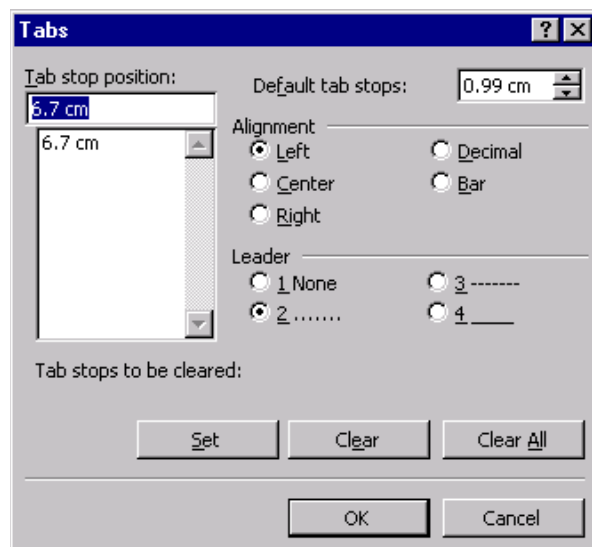 Tabs
Tab stop position:
Default tab stops:
0.99 cm
6.7 cm
6.7 cm
Alignment
Left
Decimal
Center
Bar
Right
Leader
1 None
3 -------
2 .......
4 ____
Tab stops to be cleared:
Set
Clear
Clear All
OK
Cancel